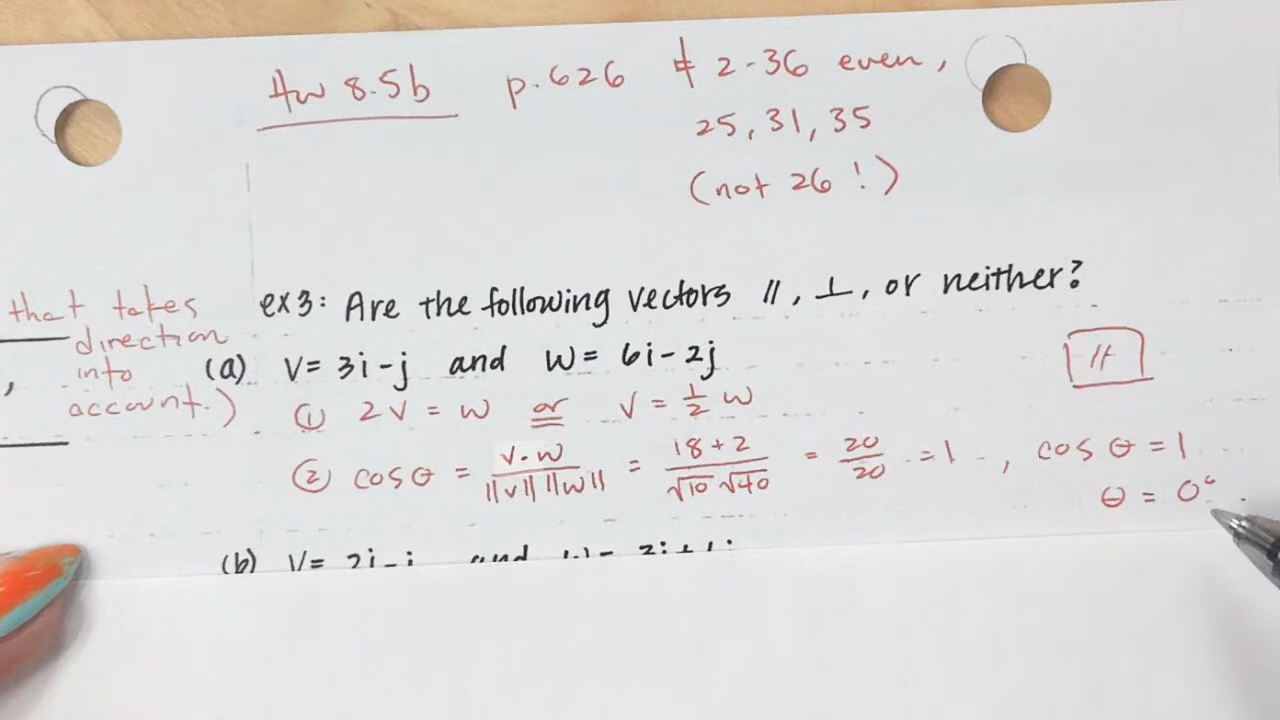 Hw 8.5b p.626 # 2-36 even,
25, 31, 35
(not 26!)
that takes
direction
, into
account.)
ex3: Are the following vectors //, ⊥, or neither?
(a) V= 3i-j and W= 6i-2j
//
① 2V = W or V = 1/2 W
② cos θ = V·W / ||V|| ||W|| = 18+2 / √10 √40 = 20/20 = 1, cos θ = 1
θ = 0°
(b) V= 2i-j and